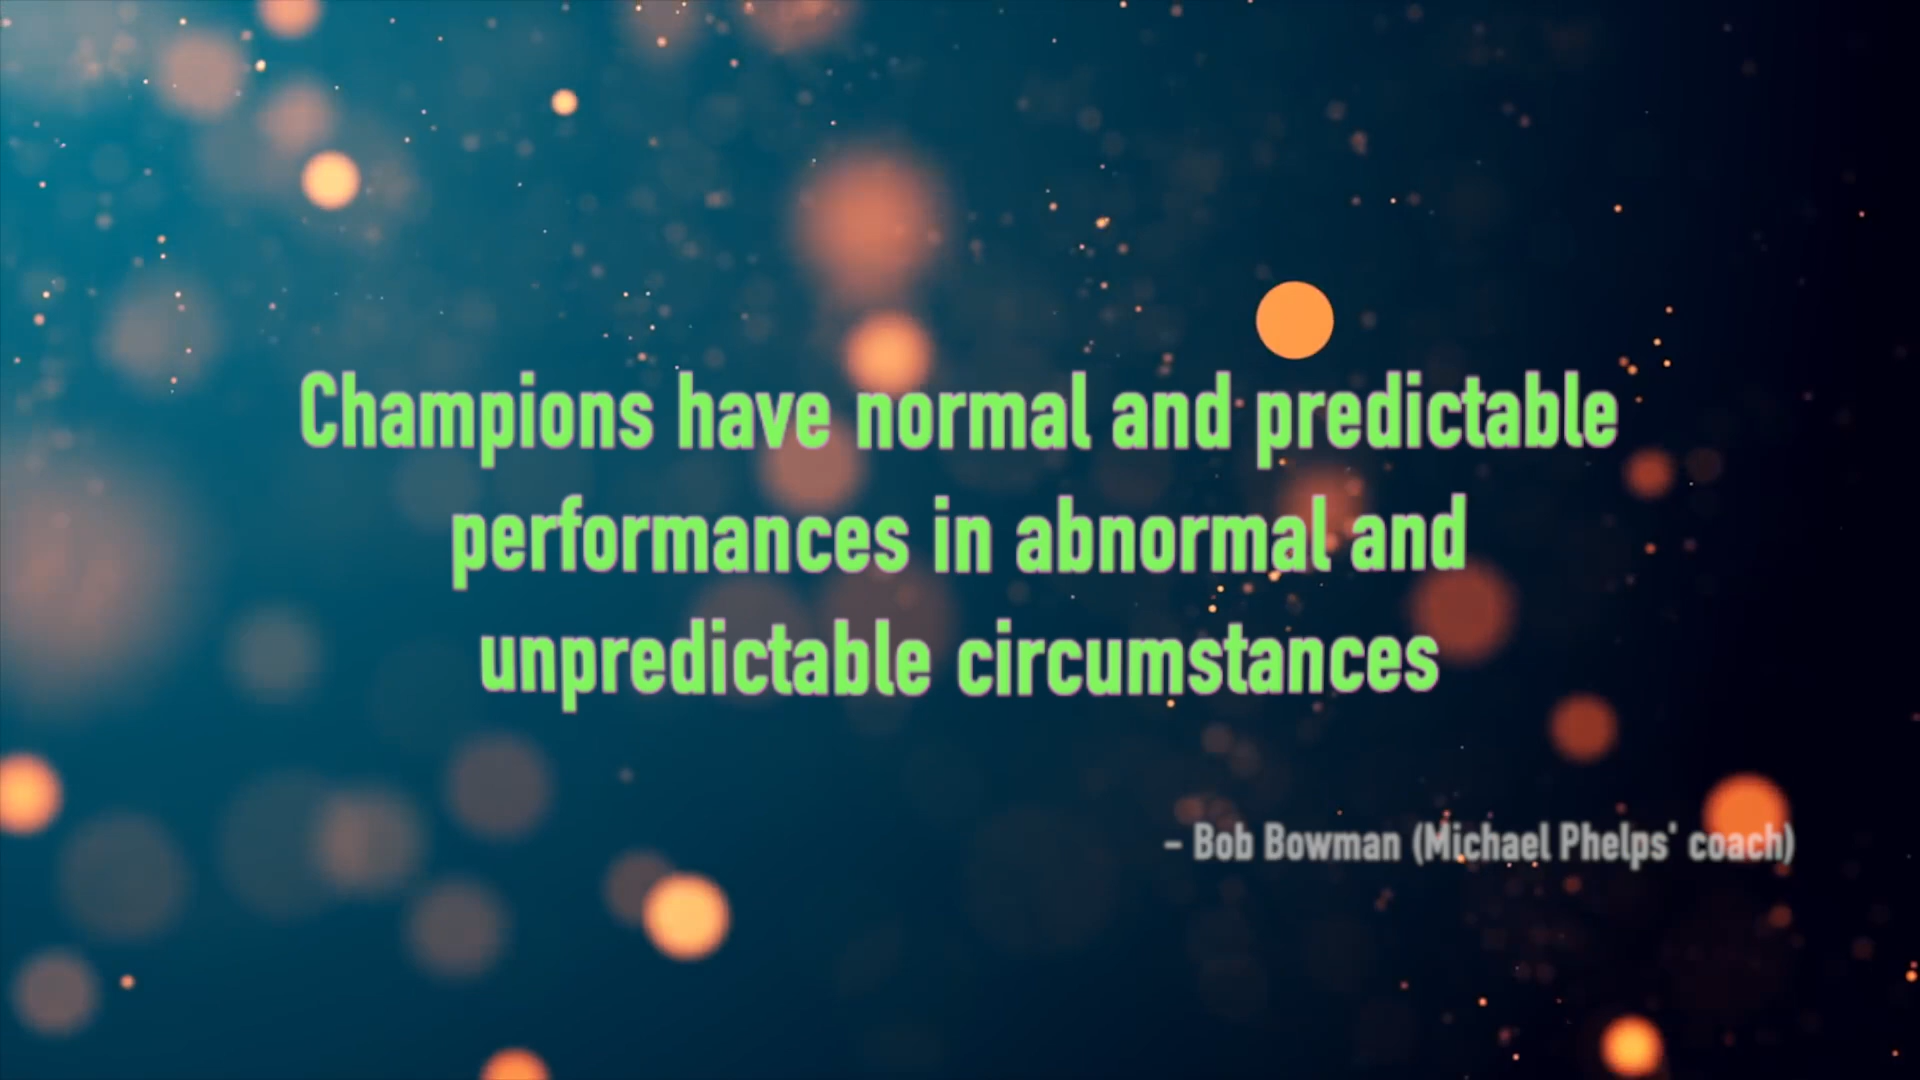 Champions have normal and predictable
performances in abnormal and
unpredictable circumstances
– Bob Bowman (Michael Phelps' coach)